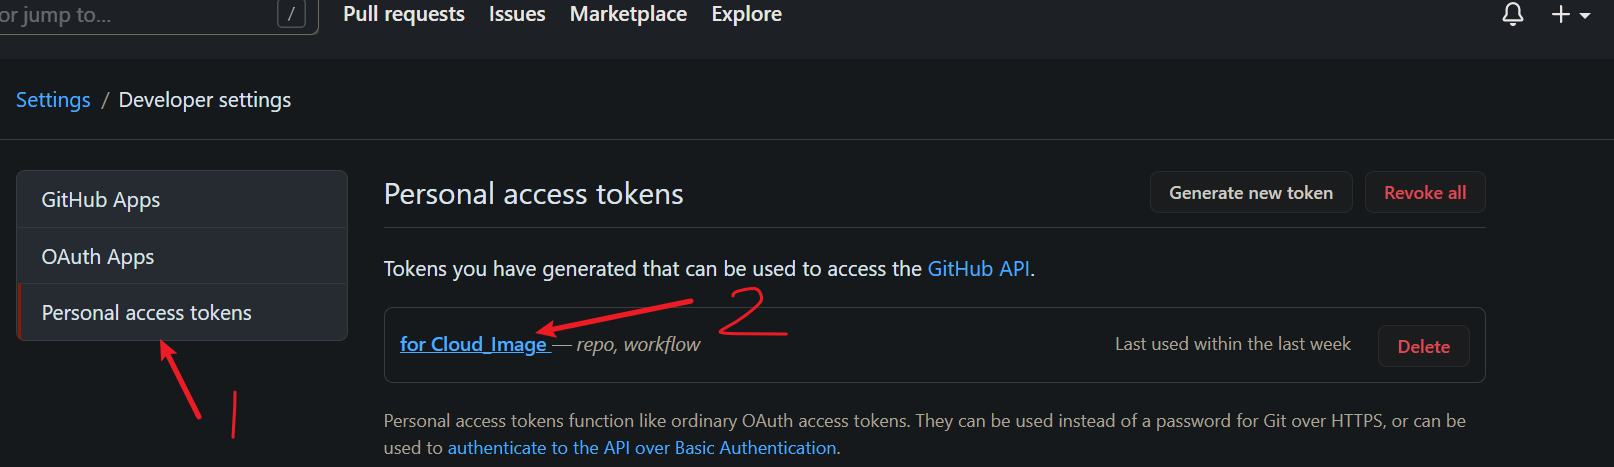 or jump to...
/
Pull requests Issues Marketplace Explore
Settings / Developer settings
GitHub Apps
OAuth Apps
Personal access tokens
1
Personal access tokens
Generate new token
Revoke all
Tokens you have generated that can be used to access the GitHub API.
2
for Cloud_Image — repo, workflow
Last used within the last week
Delete
Personal access tokens function like ordinary OAuth access tokens. They can be used instead of a password for Git over HTTPS, or can be
used to authenticate to the API over Basic Authentication.